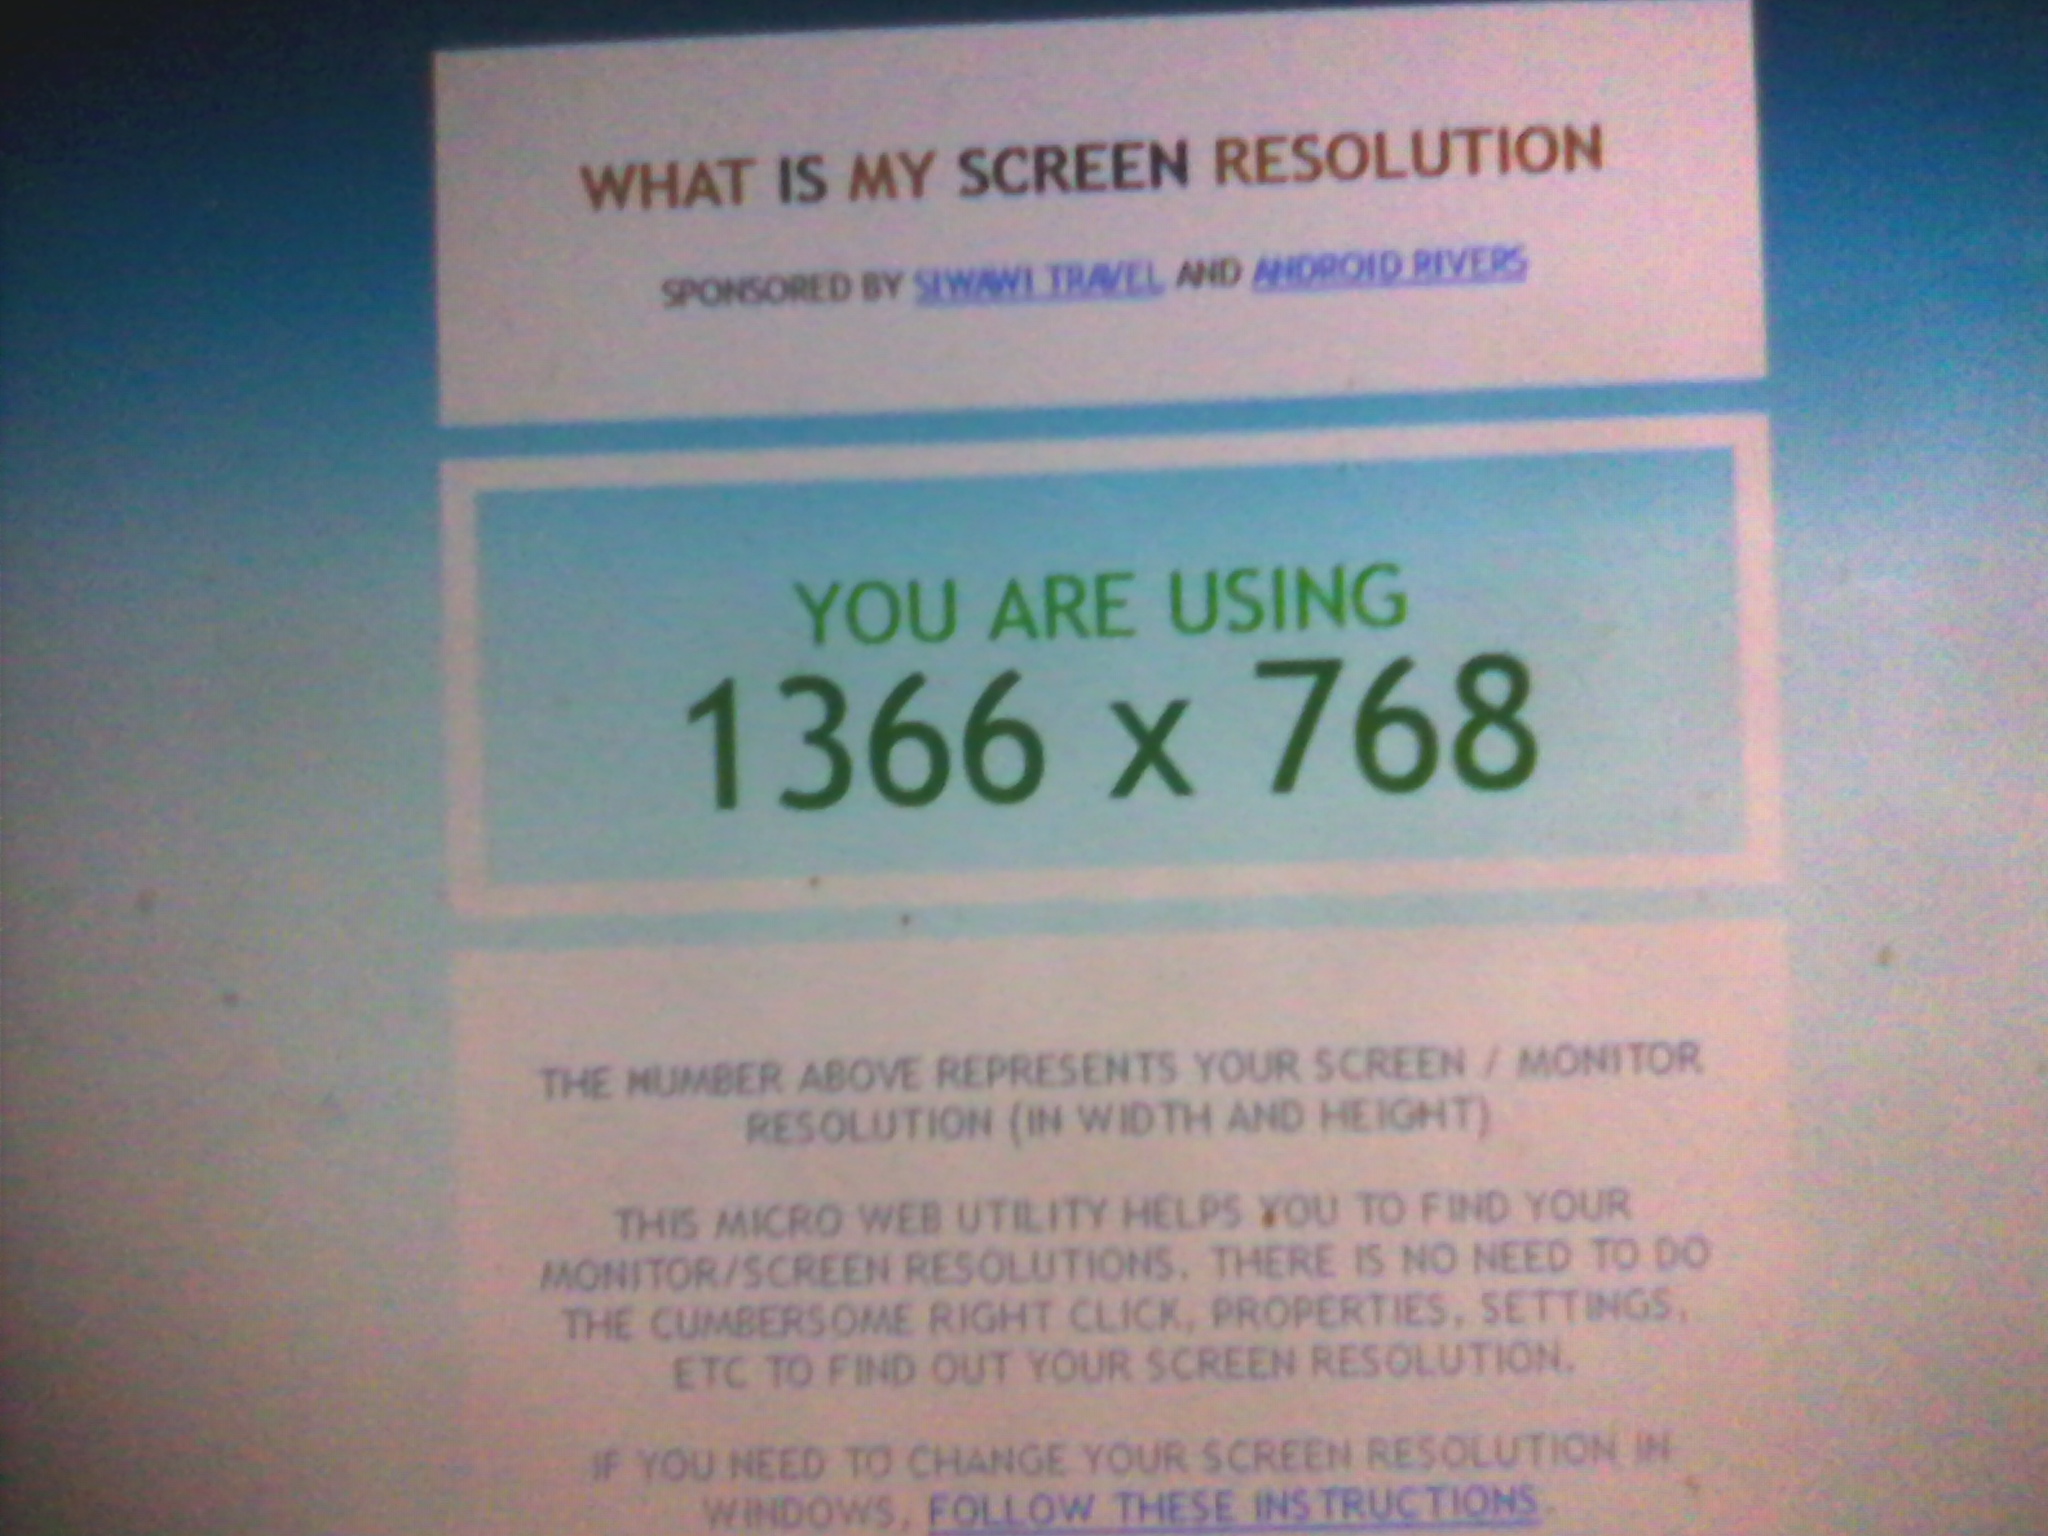 WHAT IS MY SCREEN RESOLUTION
SPONSORED BY SIWAWI TRAVEL AND ANDROID RIVERS
YOU ARE USING
1366 x 768
THE NUMBER ABOVE REPRESENTS YOUR SCREEN / MONITOR
RESOLUTION (IN WIDTH AND HEIGHT)
THIS MICRO WEB UTILITY HELPS YOU TO FIND YOUR
MONITOR/SCREEN RESOLUTIONS. THERE IS NO NEED TO DO
THE CUMBERSOME RIGHT CLICK, PROPERTIES, SETTINGS,
ETC TO FIND OUT YOUR SCREEN RESOLUTION.
IF YOU NEED TO CHANGE YOUR SCREEN RESOLUTION IN
WINDOWS, FOLLOW THESE INSTRUCTIONS.